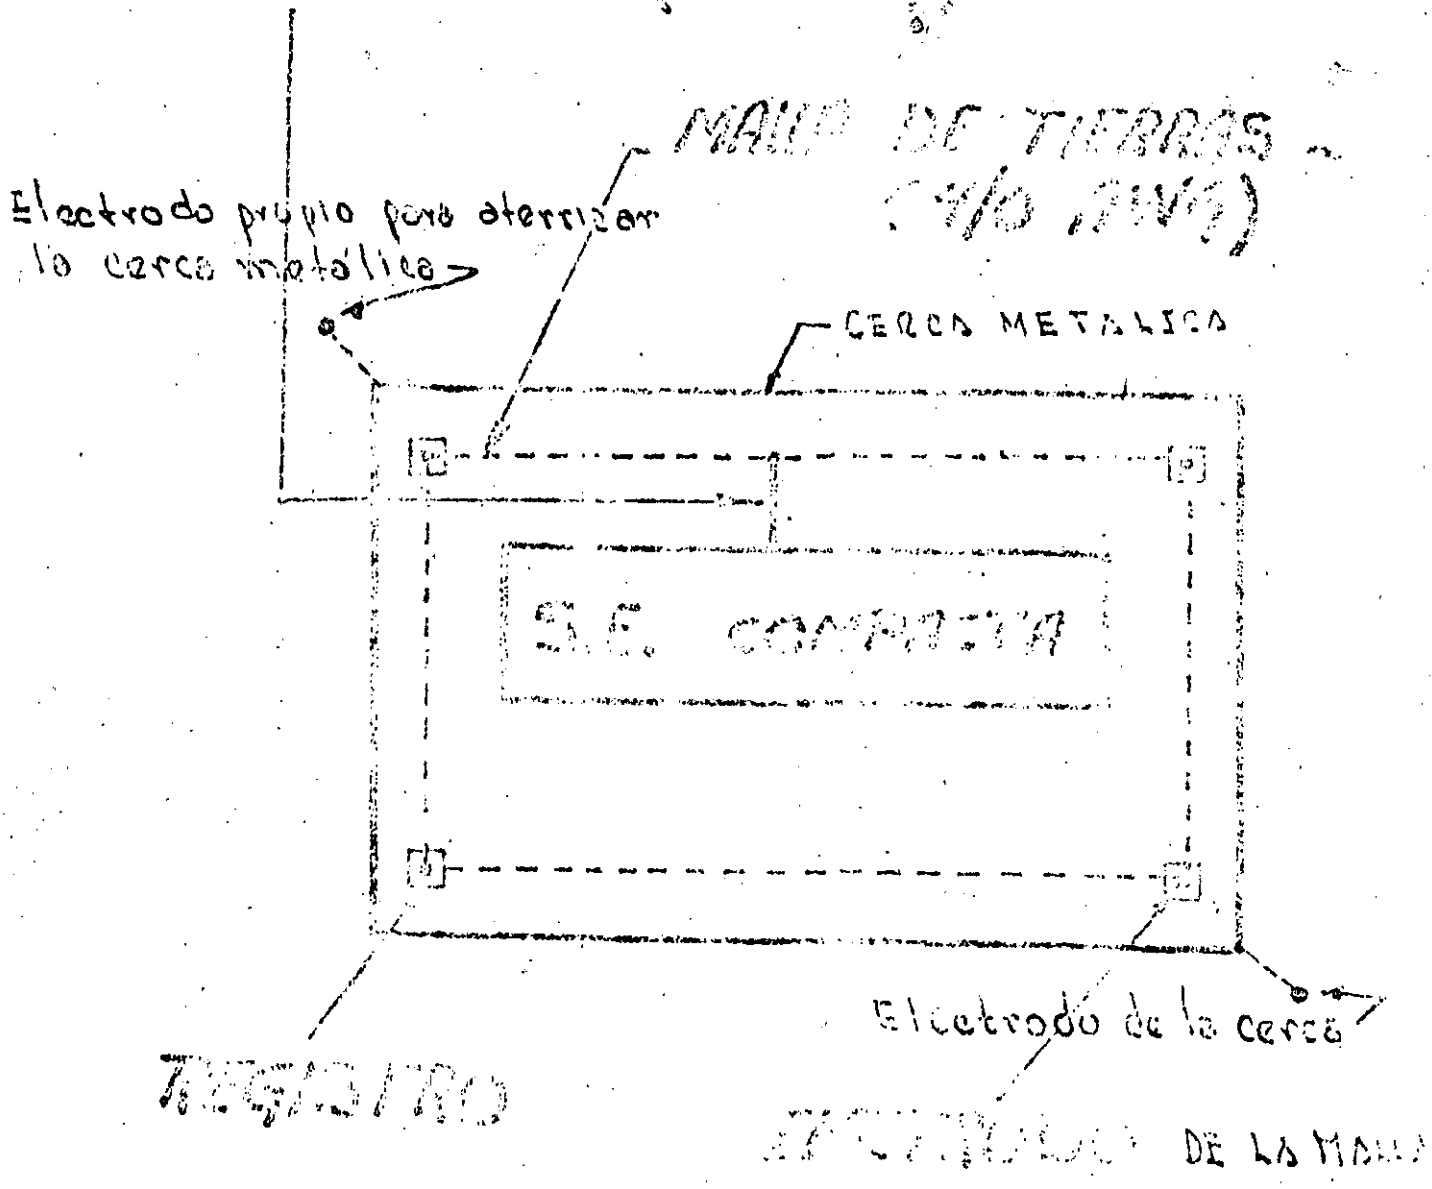 MALLA DE TIERRAS
(4/0 AWG)
Electrodo propio para aterrizar
la cerca metálica
CERCA METALICA
S.E. COMPACTA
Electrodo de la cerca
REGISTRO
ELECTRODO DE LA MALLA